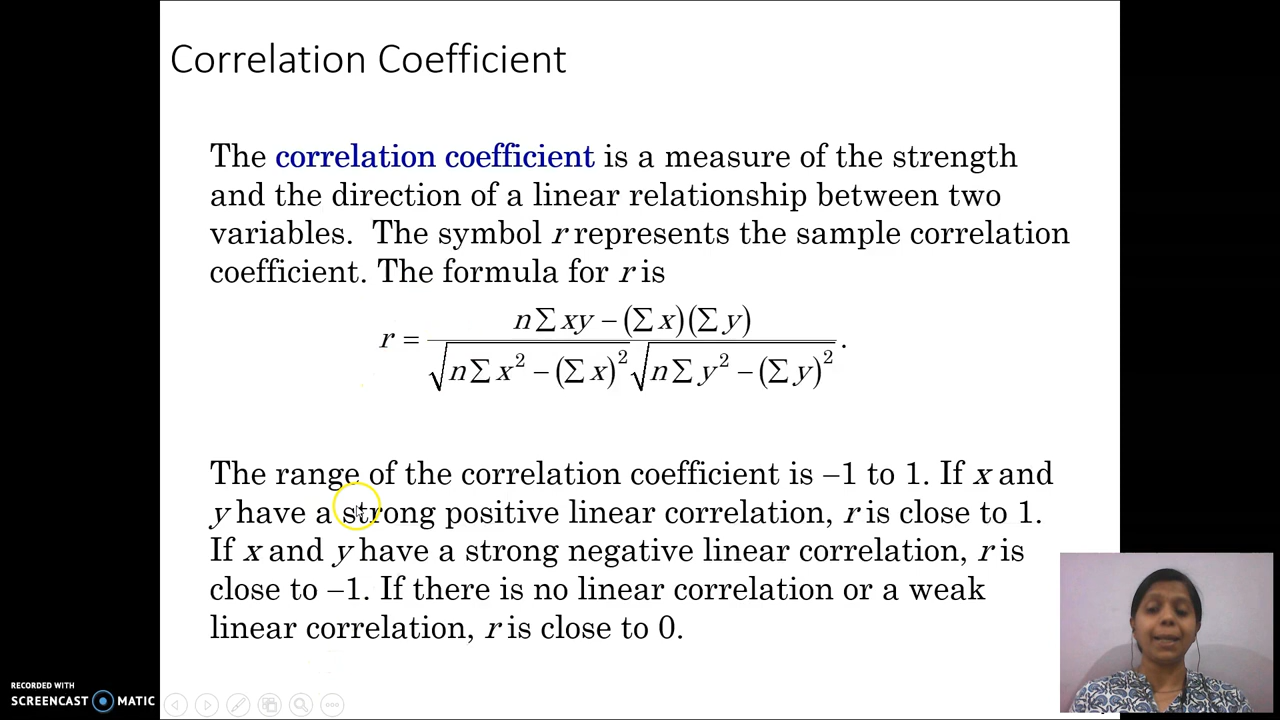 Correlation Coefficient
The correlation coefficient is a measure of the strength
and the direction of a linear relationship between two
variables. The symbol r represents the sample correlation
coefficient. The formula for r is
r = n∑xy − (∑x)(∑y) / √(n∑x² − (∑x)²) √(n∑y² − (∑y)²) .
The range of the correlation coefficient is −1 to 1. If x and
y have a strong positive linear correlation, r is close to 1.
If x and y have a strong negative linear correlation, r is
close to −1. If there is no linear correlation or a weak
linear correlation, r is close to 0.
RECORDED WITH
SCREENCAST MATIC